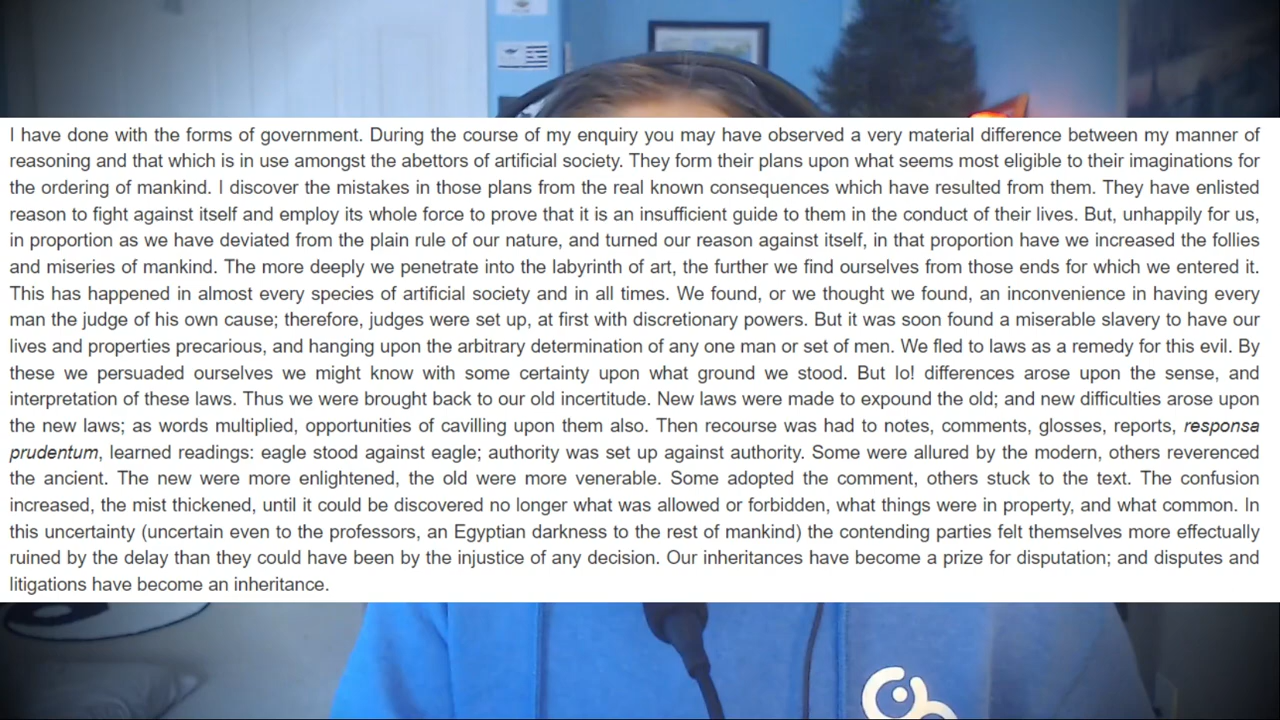 I have done with the forms of government. During the course of my enquiry you may have observed a very material difference between my manner of
reasoning and that which is in use amongst the abettors of artificial society. They form their plans upon what seems most eligible to their imaginations for
the ordering of mankind. I discover the mistakes in those plans from the real known consequences which have resulted from them. They have enlisted
reason to fight against itself and employ its whole force to prove that it is an insufficient guide to them in the conduct of their lives. But, unhappily for us,
in proportion as we have deviated from the plain rule of our nature, and turned our reason against itself, in that proportion have we increased the follies
and miseries of mankind. The more deeply we penetrate into the labyrinth of art, the further we find ourselves from those ends for which we entered it.
This has happened in almost every species of artificial society and in all times. We found, or we thought we found, an inconvenience in having every
man the judge of his own cause; therefore, judges were set up, at first with discretionary powers. But it was soon found a miserable slavery to have our
lives and properties precarious, and hanging upon the arbitrary determination of any one man or set of men. We fled to laws as a remedy for this evil. By
these we persuaded ourselves we might know with some certainty upon what ground we stood. But lo! differences arose upon the sense, and
interpretation of these laws. Thus we were brought back to our old incertitude. New laws were made to expound the old; and new difficulties arose upon
the new laws; as words multiplied, opportunities of cavilling upon them also. Then recourse was had to notes, comments, glosses, reports, responsa
prudentum, learned readings: eagle stood against eagle; authority was set up against authority. Some were allured by the modern, others reverenced
the ancient. The new were more enlightened, the old were more venerable. Some adopted the comment, others stuck to the text. The confusion
increased, the mist thickened, until it could be discovered no longer what was allowed or forbidden, what things were in property, and what common. In
this uncertainty (uncertain even to the professors, an Egyptian darkness to the rest of mankind) the contending parties felt themselves more effectually
ruined by the delay than they could have been by the injustice of any decision. Our inheritances have become a prize for disputation; and disputes and
litigations have become an inheritance.